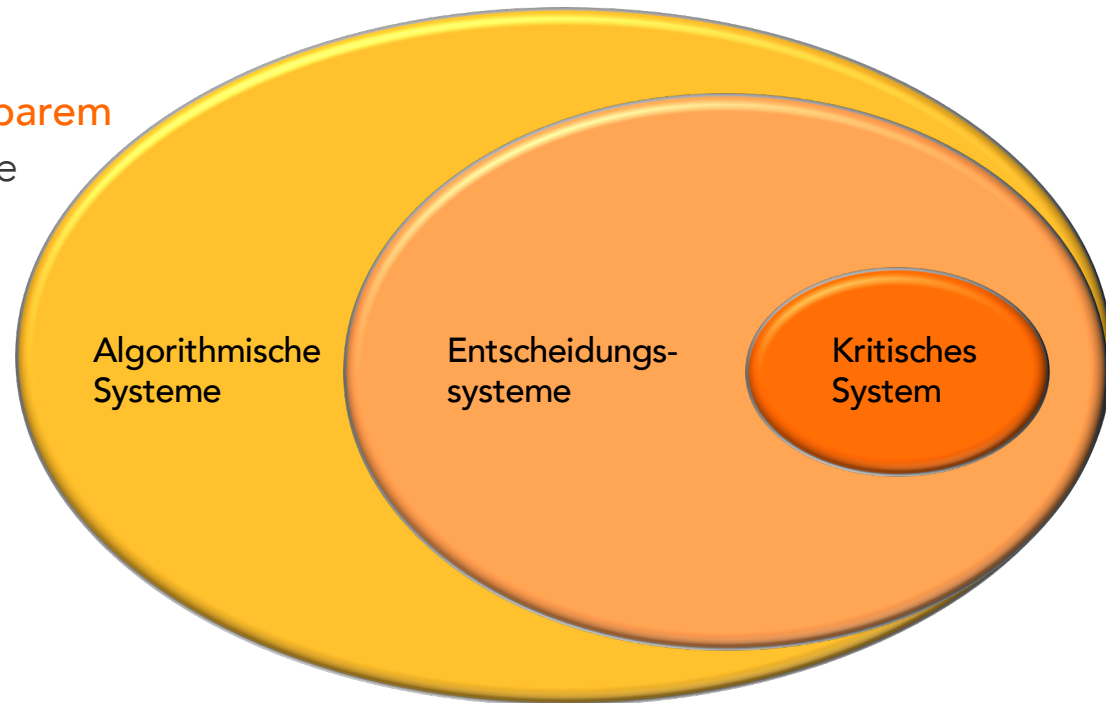 parem
e
Algorithmische
Systeme
Entscheidungs-
systeme
Kritisches
System